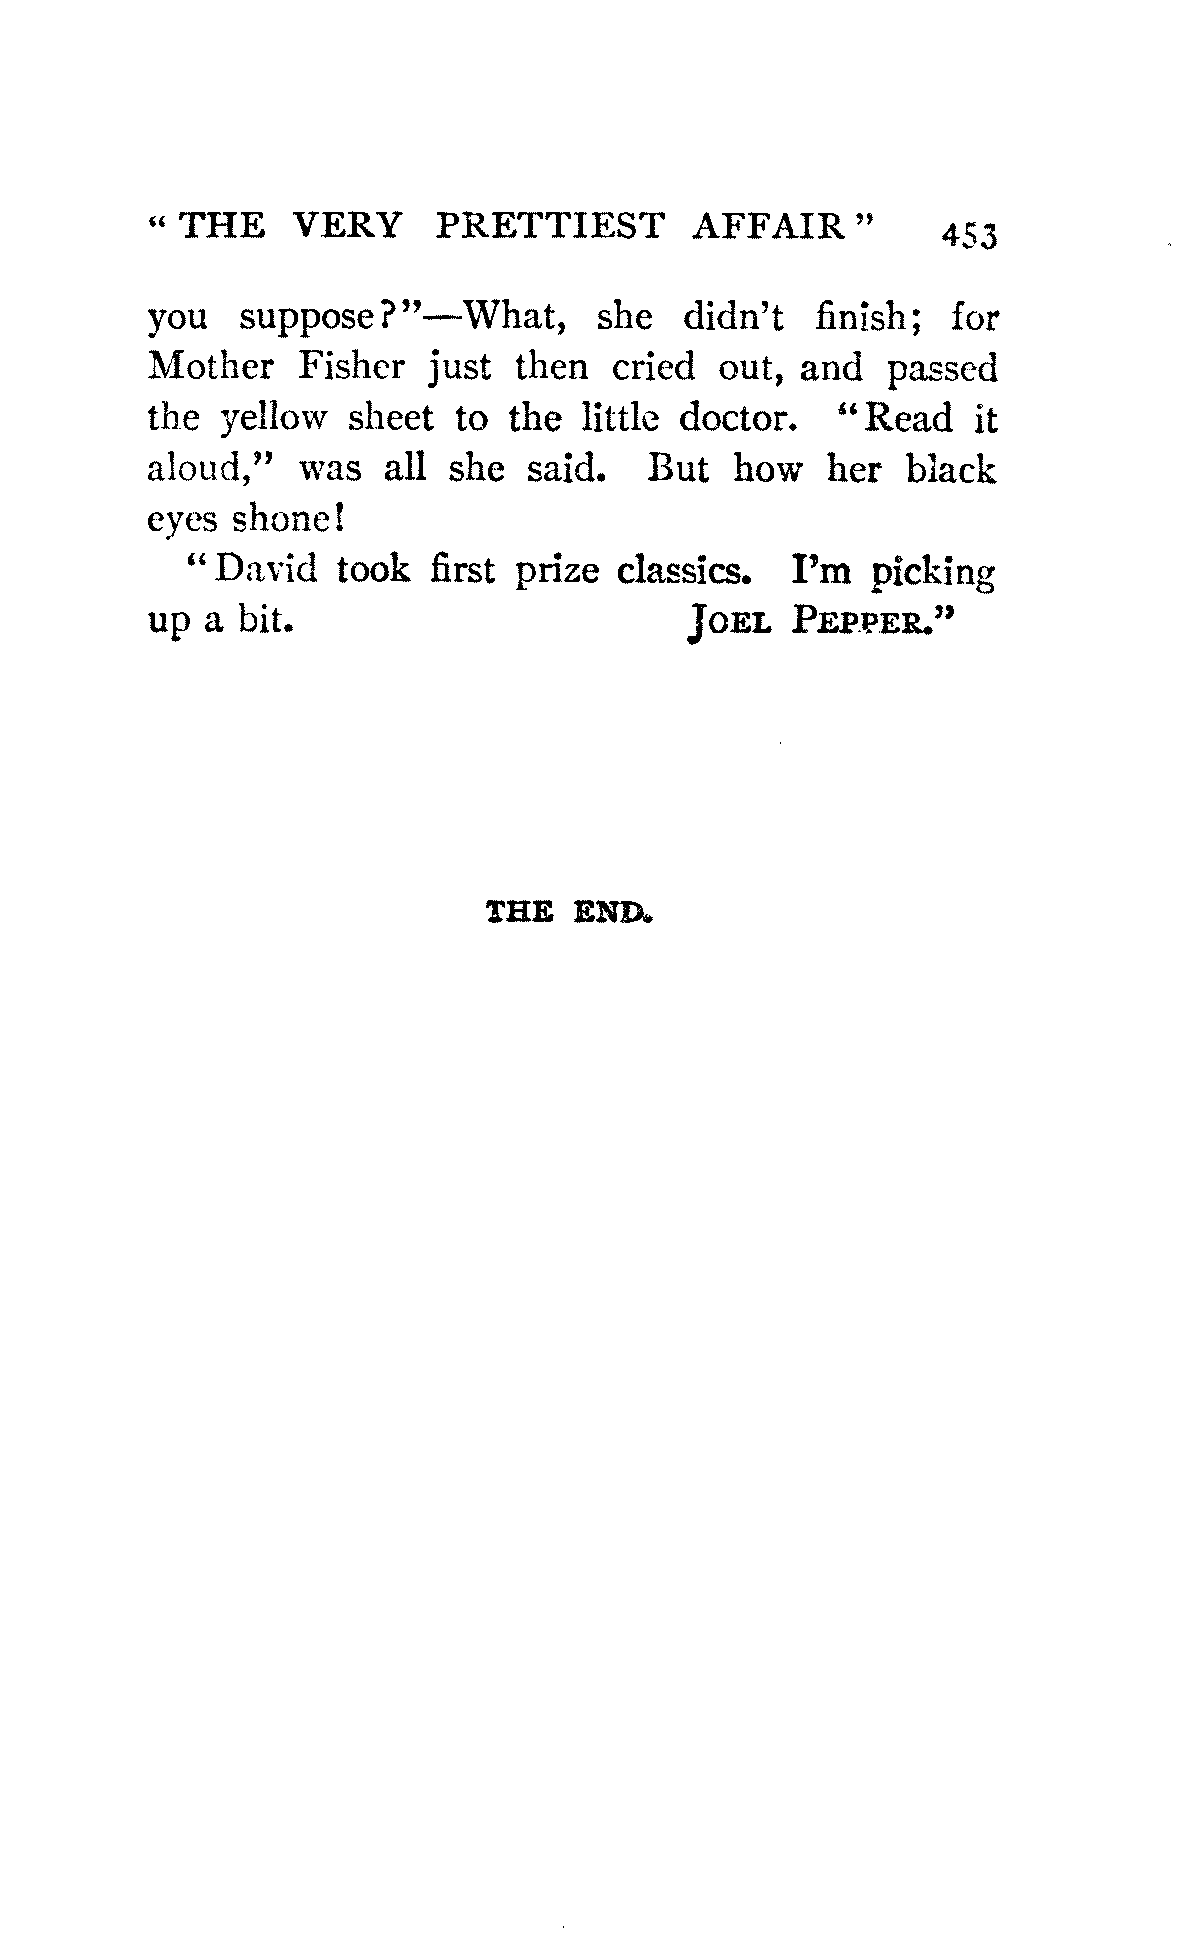 “ THE VERY PRETTIEST AFFAIR ” 453
you suppose?”—What, she didn’t finish; for
Mother Fisher just then cried out, and passed
the yellow sheet to the little doctor. “Read it
aloud,” was all she said. But how her black
eyes shone!
“David took first prize classics. I’m picking
up a bit. JOEL PEPPER.”
THE END.